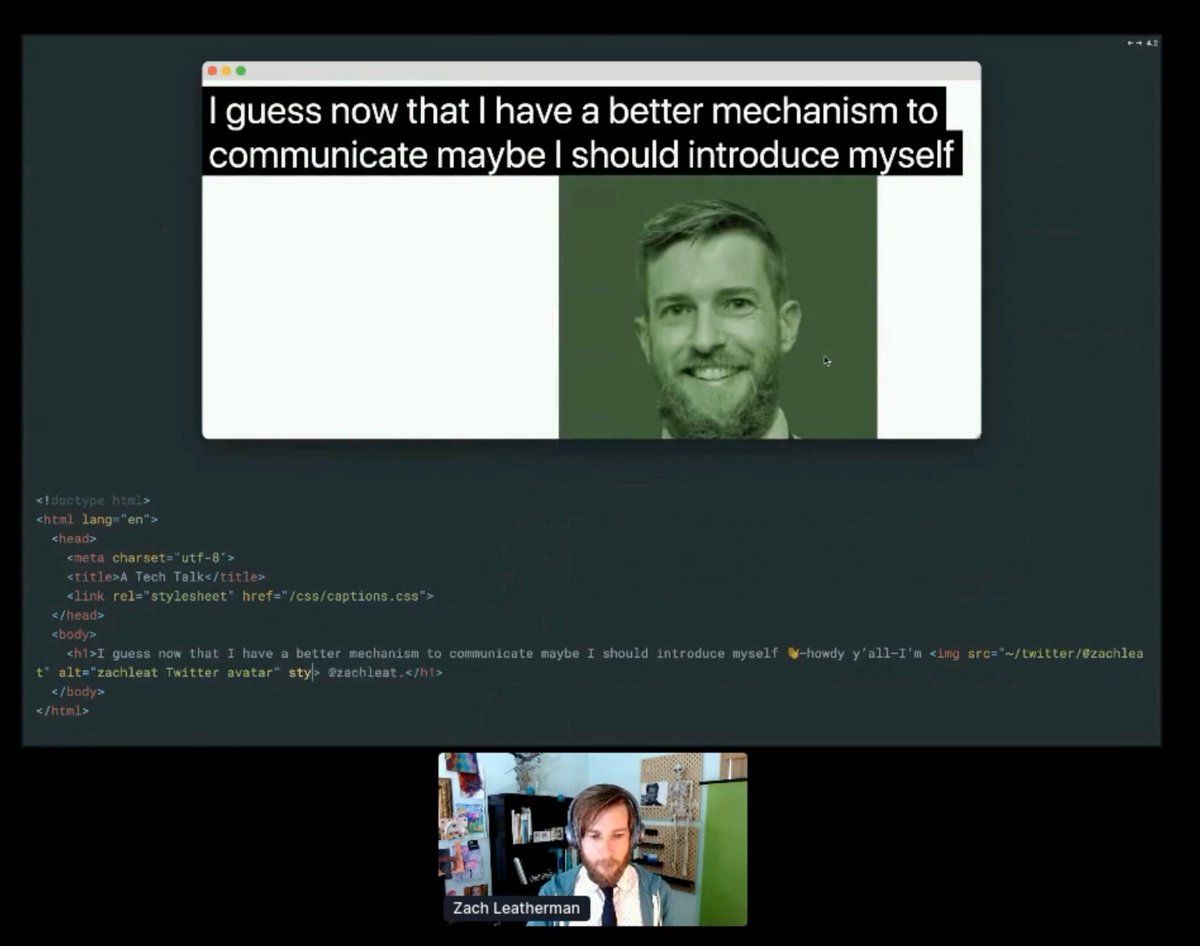 ←→ 4.2
I guess now that I have a better mechanism to
communicate maybe I should introduce myself
<!doctype html>
<html lang="en">
<head>
<meta charset="utf-8">
<title>A Tech Talk</title>
<link rel="stylesheet" href="/css/captions.css">
</head>
<body>
<h1>I guess now that I have a better mechanism to communicate maybe I should introduce myself 👋—howdy y’all—I’m <img src="~/twitter/@zachlea
t" alt="zachleat Twitter avatar" sty> @zachleat.</h1>
</body>
</html>
Zach Leatherman